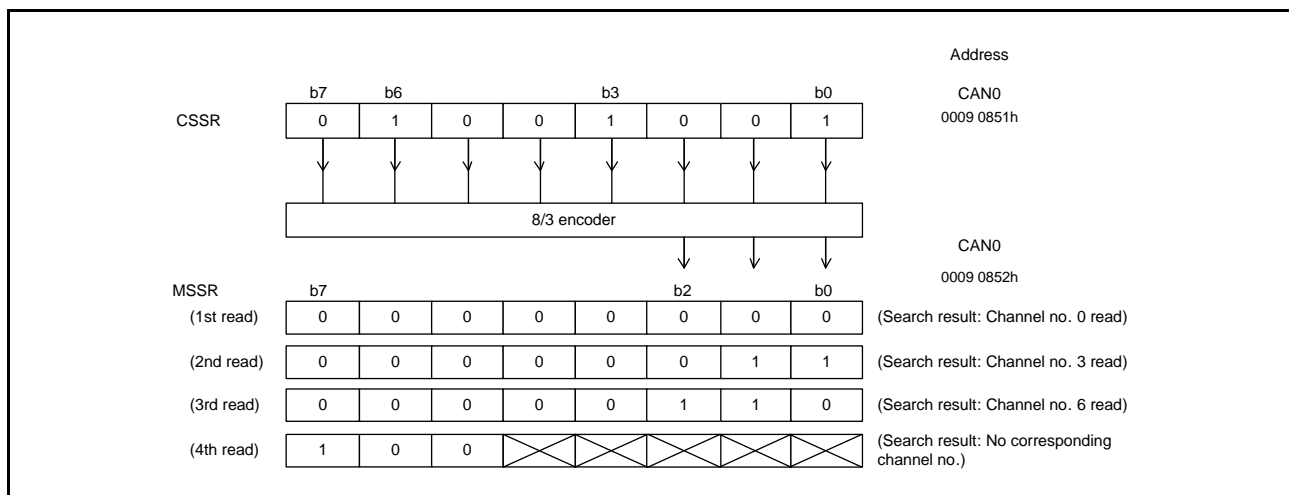 Address
b7 b6 b3 b0 CAN0
CSSR 0 1 0 0 1 0 0 1 0009 0851h
8/3 encoder
CAN0
0009 0852h
MSSR b7 b2 b0
(1st read) 0 0 0 0 0 0 0 0 (Search result: Channel no. 0 read)
(2nd read) 0 0 0 0 0 0 1 1 (Search result: Channel no. 3 read)
(3rd read) 0 0 0 0 0 1 1 0 (Search result: Channel no. 6 read)
(4th read) 1 0 0 (Search result: No corresponding
channel no.)